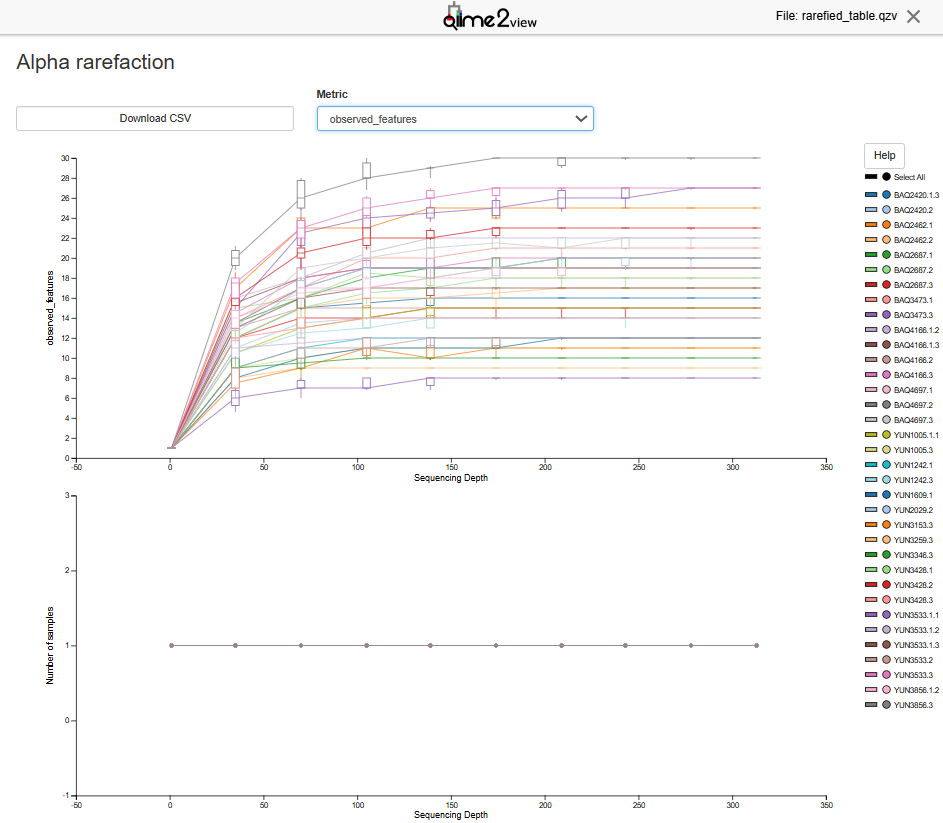 qiime2view
File: rarefied_table.qzv
Alpha rarefaction
Metric
Download CSV
observed_features
Help
Select All
BAQ2420.1.3
BAQ2420.2
BAQ2462.1
BAQ2462.2
BAQ2687.1
BAQ2687.2
BAQ2687.3
BAQ3473.1
BAQ3473.3
BAQ4166.1.2
BAQ4166.1.3
BAQ4166.2
BAQ4166.3
BAQ4697.1
BAQ4697.2
BAQ4697.3
YUN1005.1.1
YUN1005.3
YUN1242.1
YUN1242.3
YUN1609.1
YUN2029.2
YUN3153.3
YUN3259.3
YUN3346.3
YUN3428.1
YUN3428.2
YUN3428.3
YUN3533.1.1
YUN3533.1.2
YUN3533.1.3
YUN3533.2
YUN3533.3
YUN3856.1.2
YUN3856.3
observed_features
30
28
26
24
22
20
18
16
14
12
10
8
6
4
2
0
-50 0 50 100 150 200 250 300 350
Sequencing Depth
Number of samples
3
2
1
0
-1
-50 0 50 100 150 200 250 300 350
Sequencing Depth